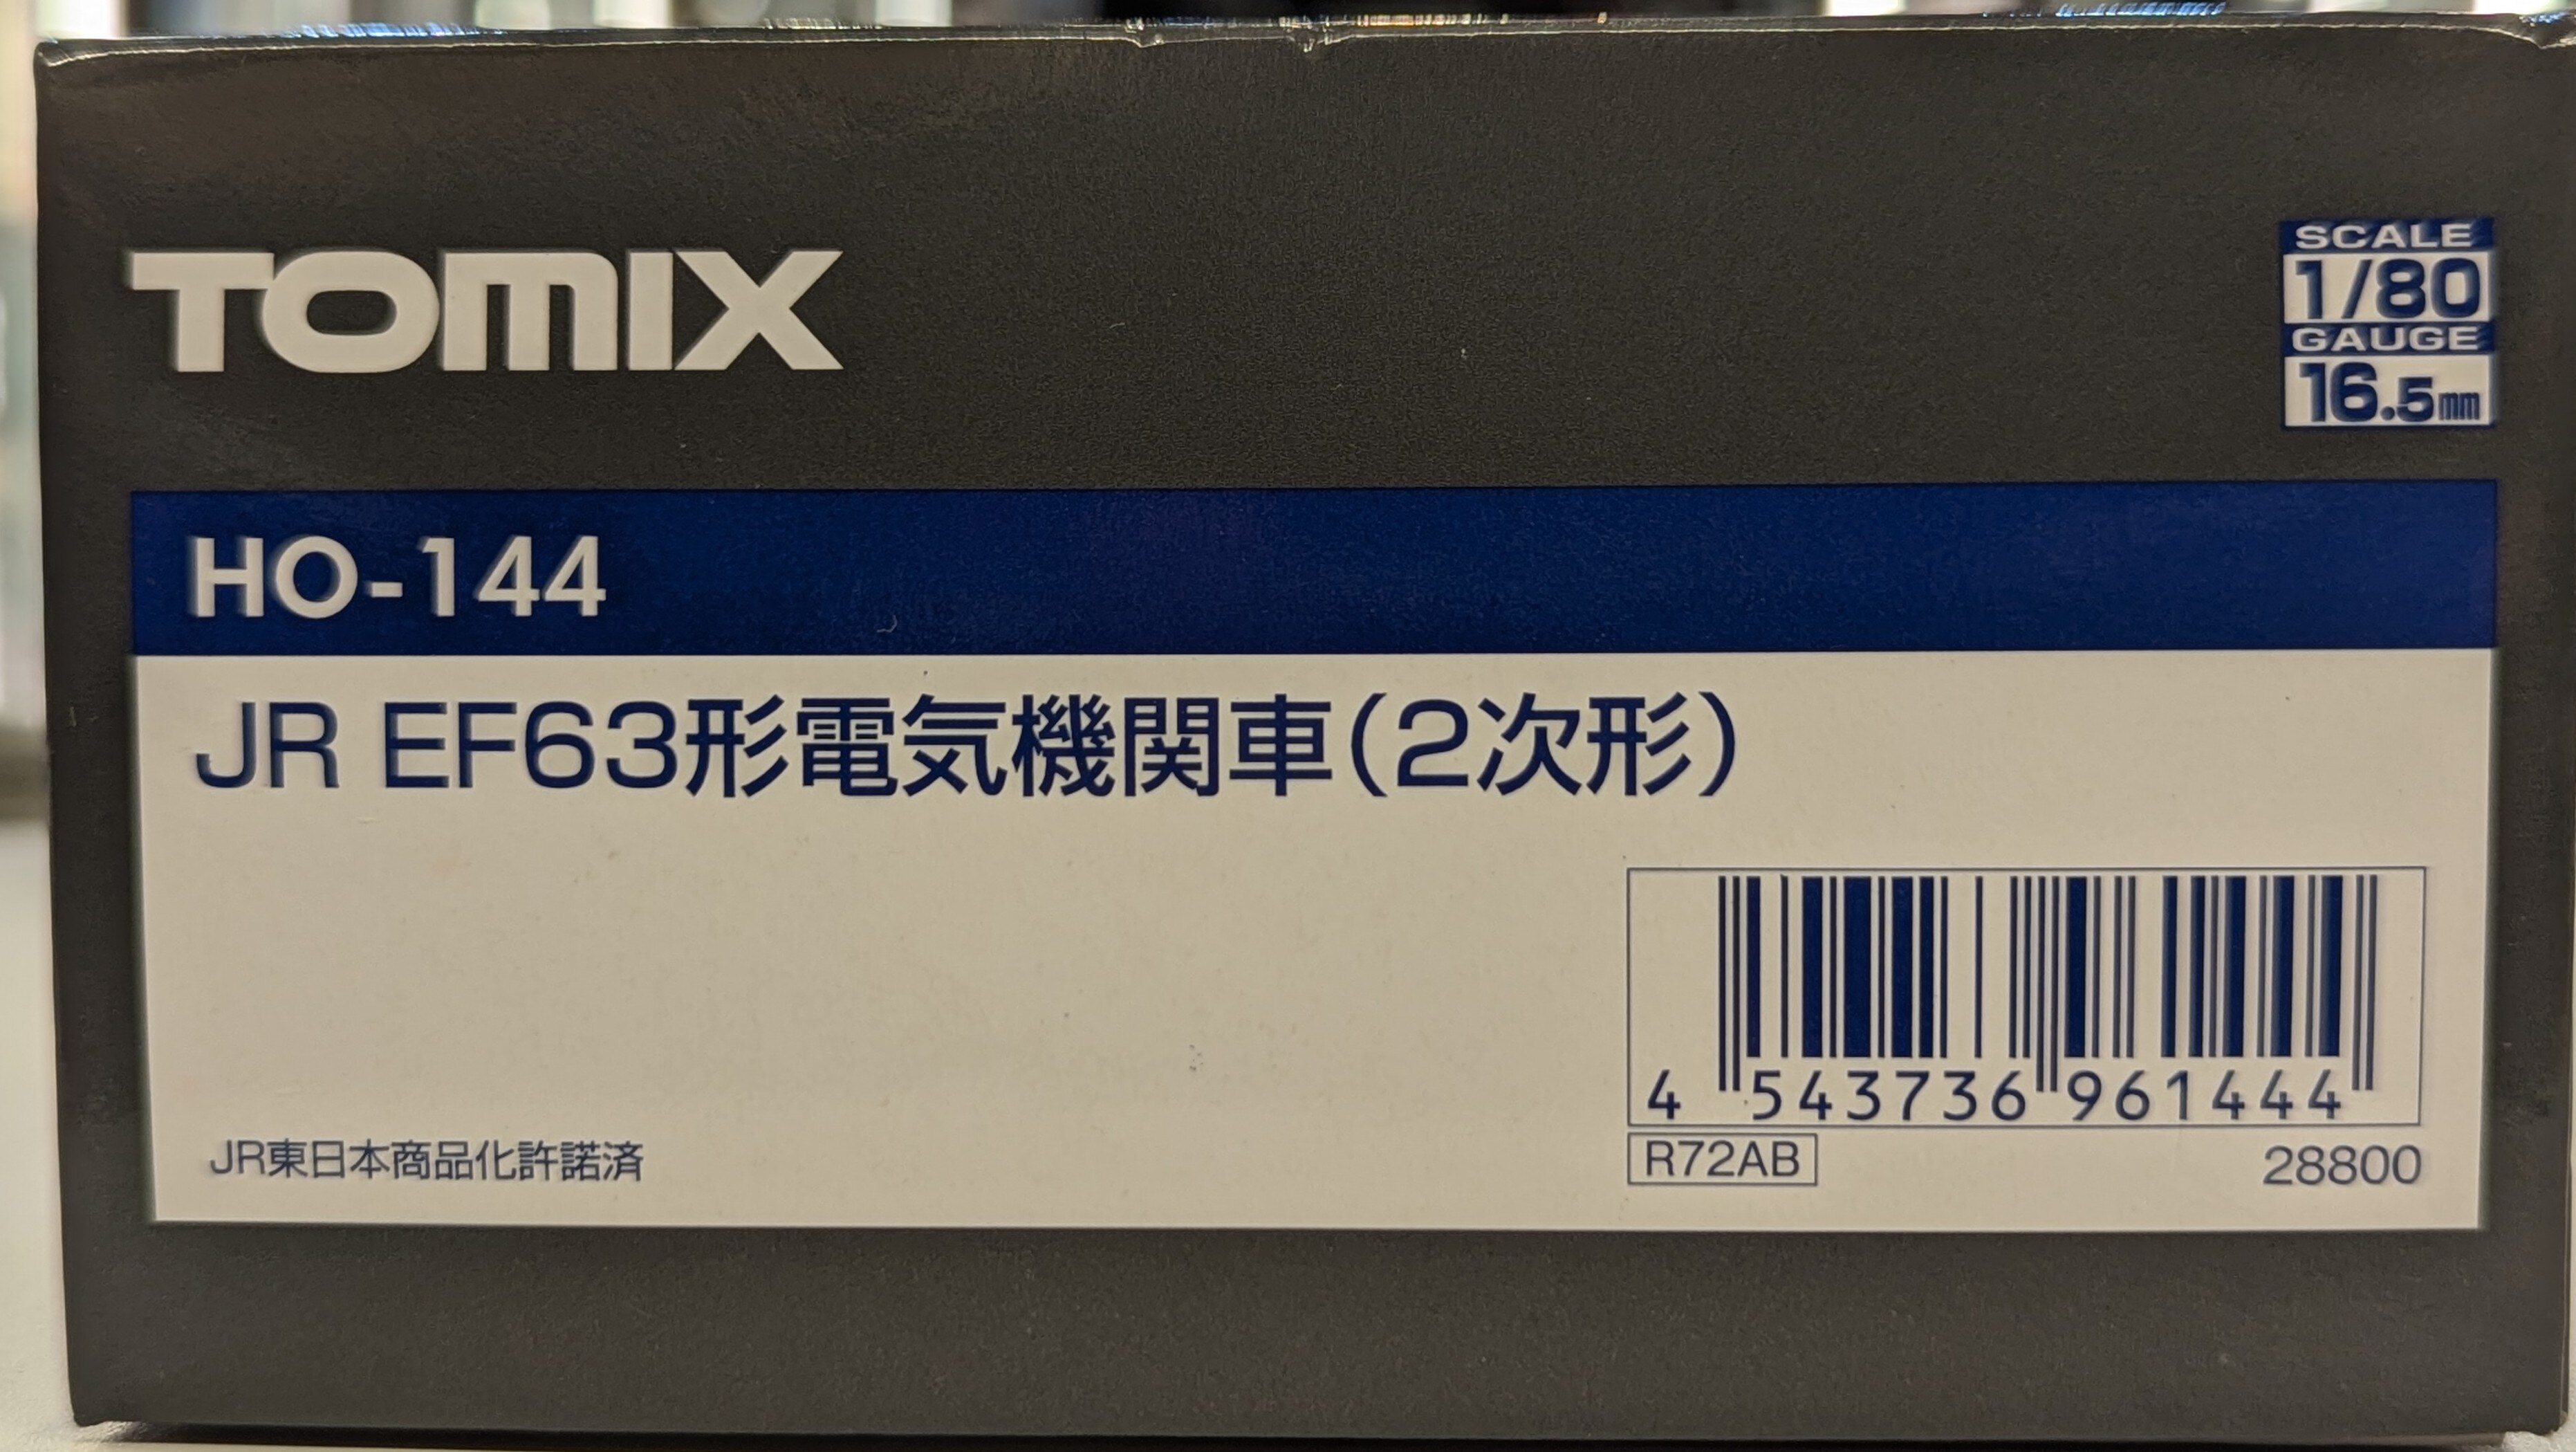 TOMIX
SCALE
1/80
GAUGE
16.5mm
HO-144
JR EF63形電気機関車(2次形)
4 543736 961444
R72AB
28800
JR東日本商品化許諾済